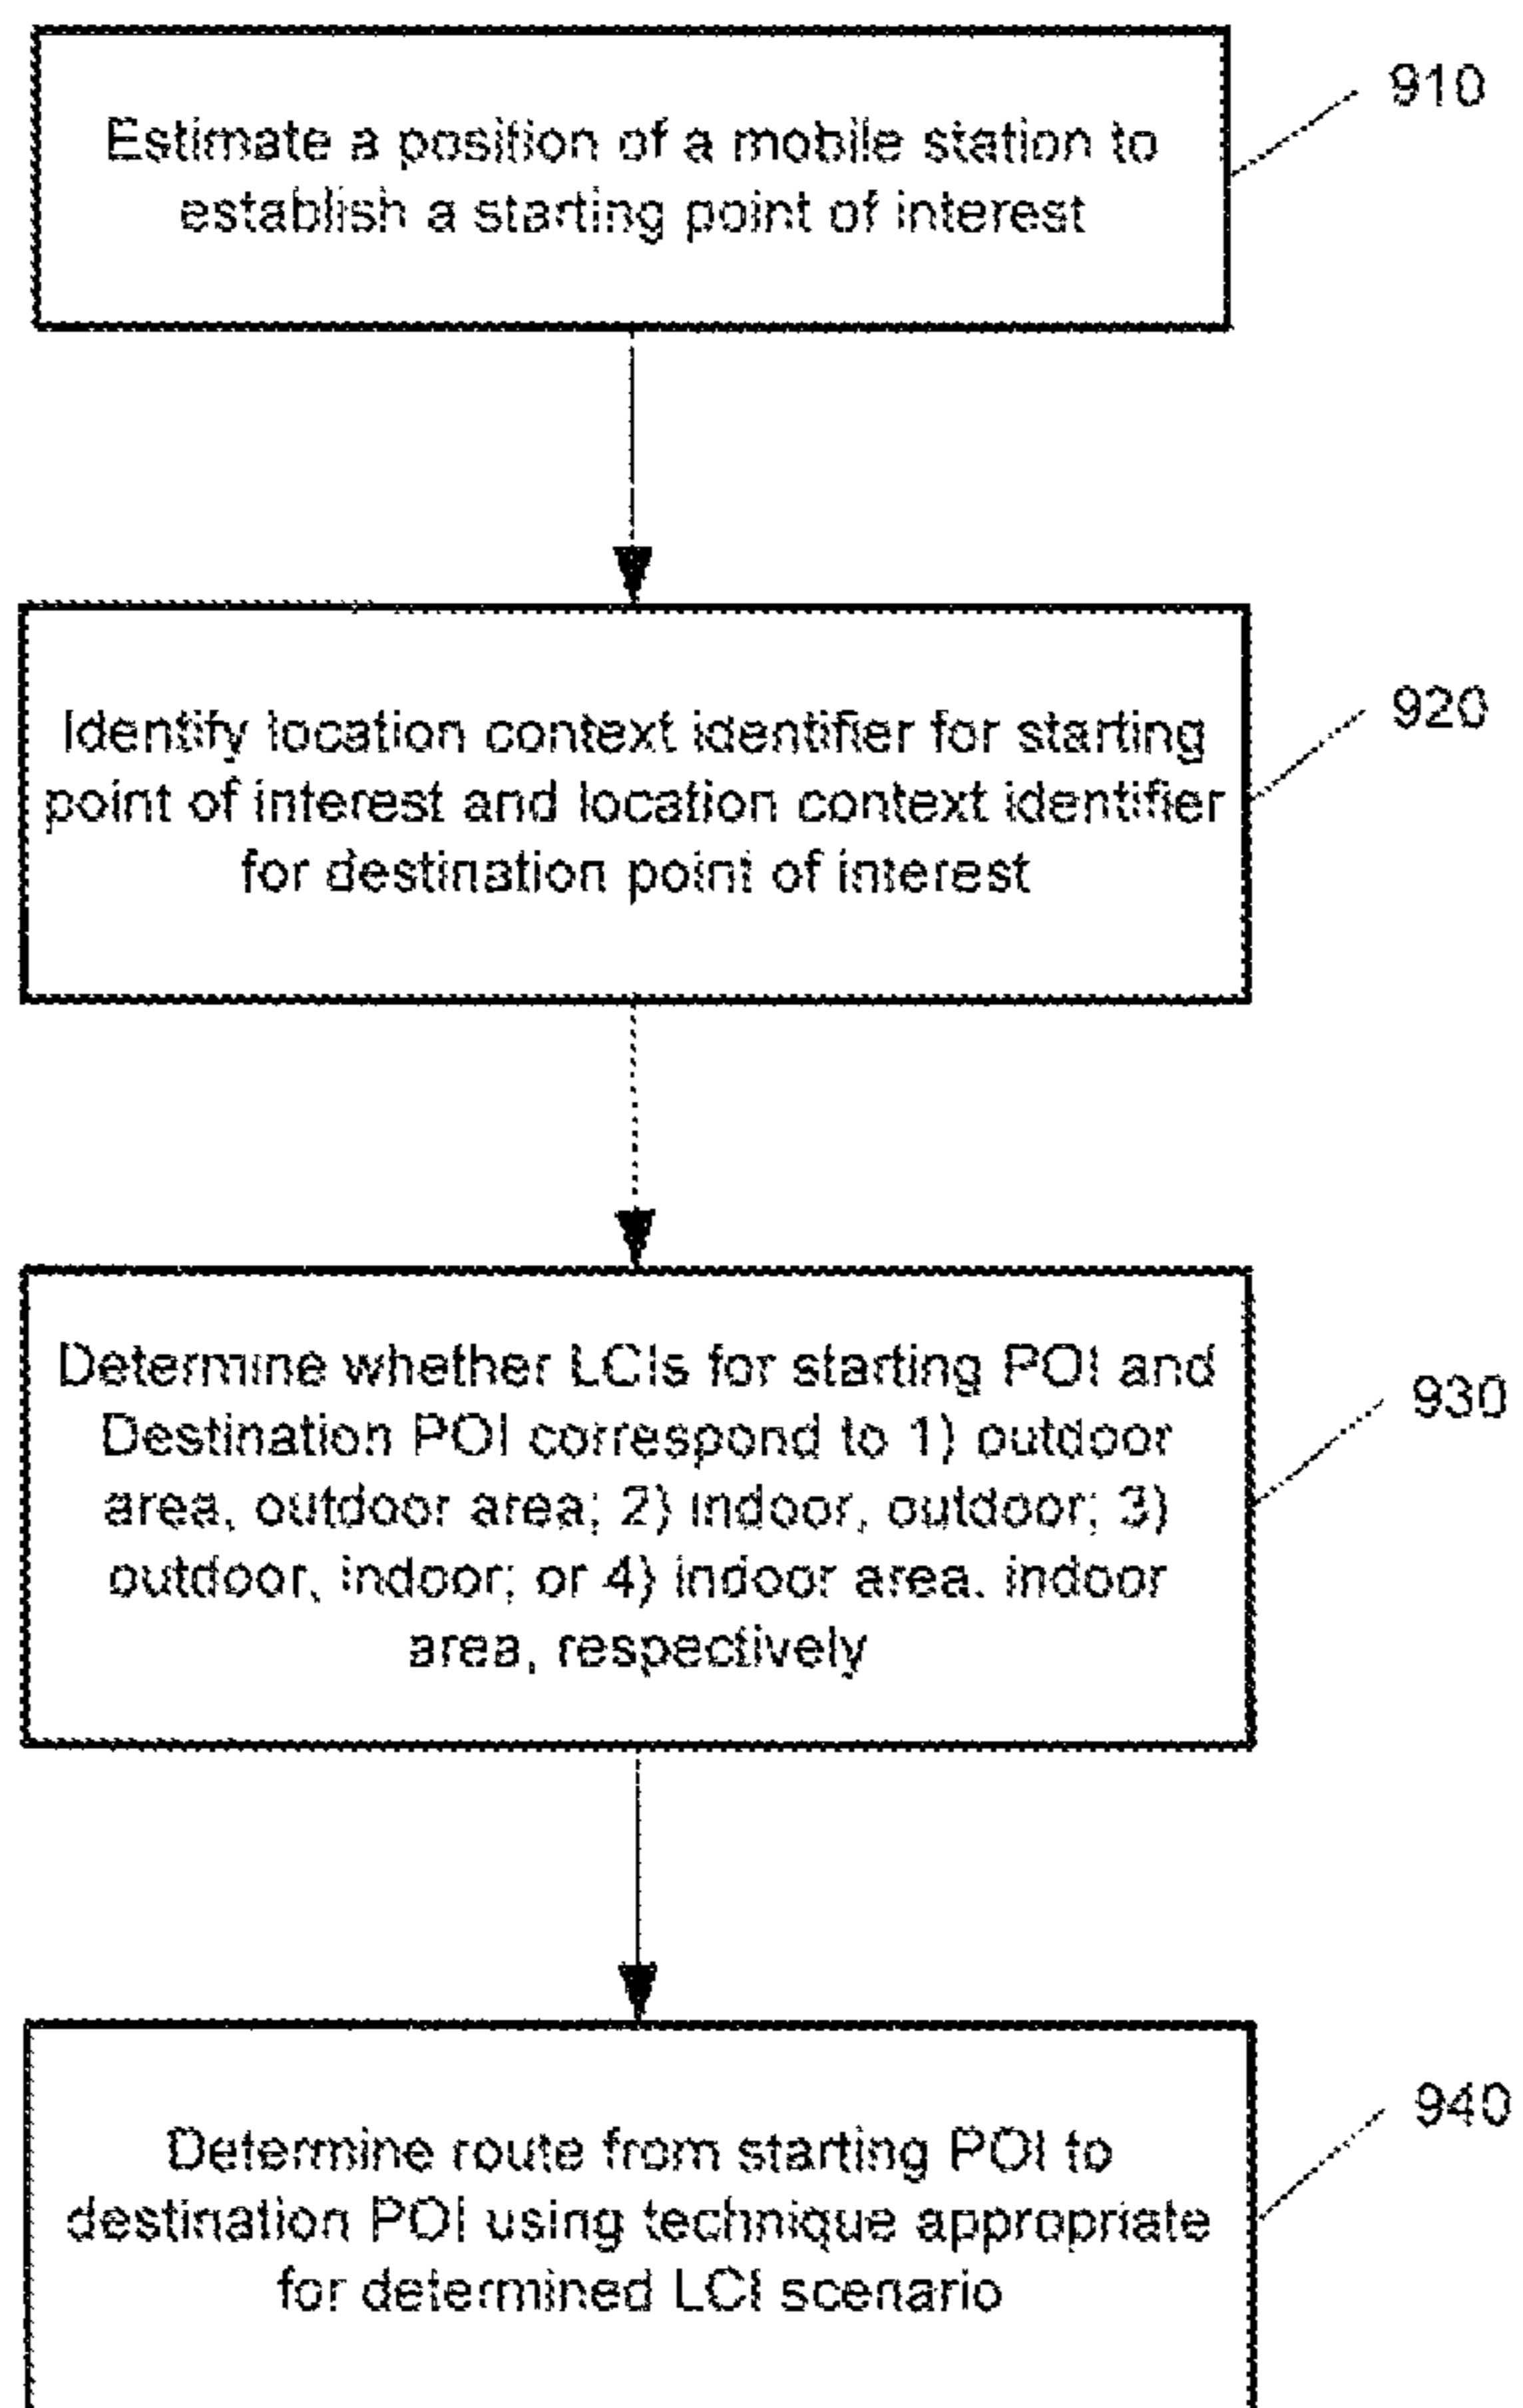 910
Estimate a position of a mobile station to
establish a starting point of interest
920
Identify location context identifier for starting
point of interest and location context identifier
for destination point of interest
930
Determine whether LCIs for starting POI and
Destination POI correspond to 1) outdoor
area, outdoor area; 2) indoor, outdoor; 3)
outdoor, indoor; or 4) indoor area, indoor
area, respectively
940
Determine route from starting POI to
destination POI using technique appropriate
for determined LCI scenario